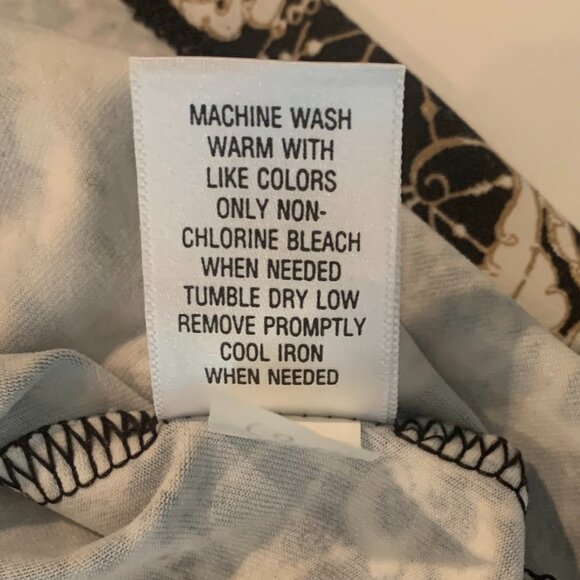 MACHINE WASH
WARM WITH
LIKE COLORS
ONLY NON-
CHLORINE BLEACH
WHEN NEEDED
TUMBLE DRY LOW
REMOVE PROMPTLY
COOL IRON
WHEN NEEDED